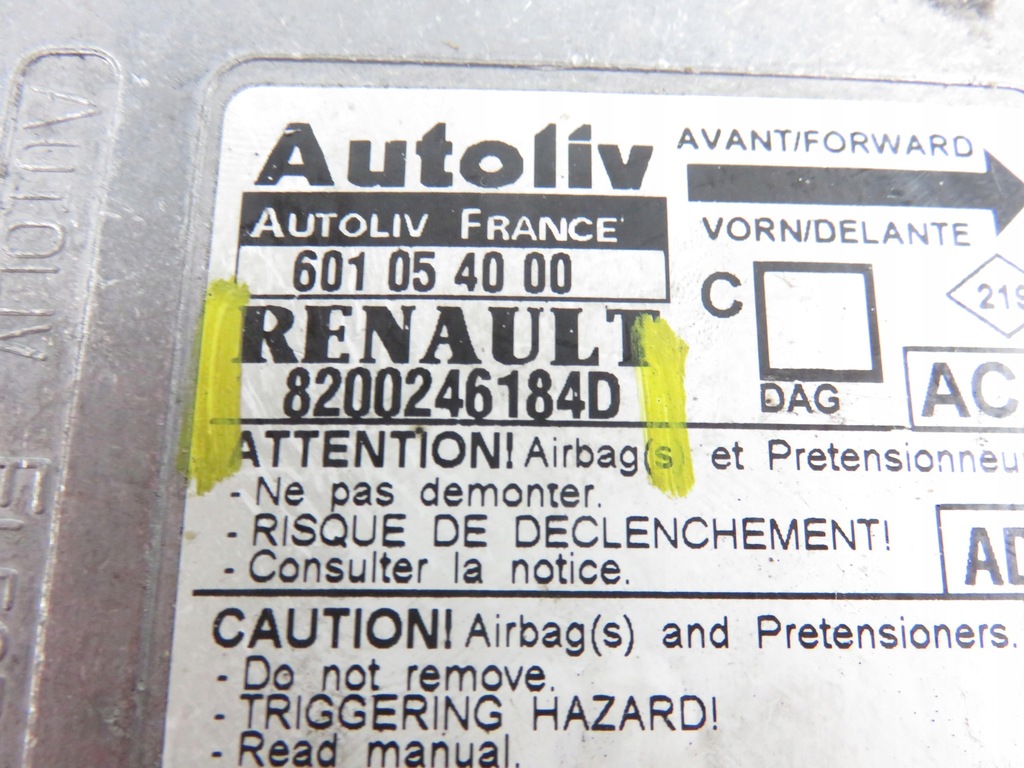 Autoliv
AUTOLIV FRANCE
601 05 40 00
RENAULT
8200246184D
AVANT/FORWARD
VORN/DELANTE
C
DAG
AC
ATTENTION! Airbag(s) et
- Ne pas demonter.
- RISQUE DE DECLENCHEMENT!
- Consulter la notice.
CAUTION! Airbag(s) and Pretensioners.
- Do not remove.
- TRIGGERING HAZARD!
- Read manual.
AUTOLIV